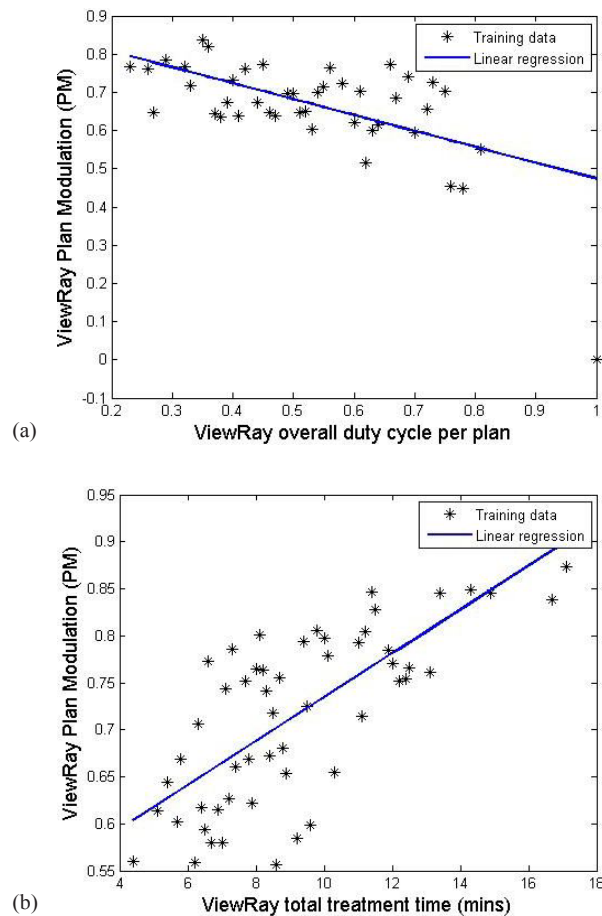 0.9
0.8
0.7
0.6
0.5
0.4
0.3
0.2
0.1
0
-0.1
ViewRay Plan Modulation (PM)
Training data
Linear regression
0.2 0.3 0.4 0.5 0.6 0.7 0.8 0.9 1
ViewRay overall duty cycle per plan
(a)
0.95
0.9
0.85
0.8
0.75
0.7
0.65
0.6
0.55
ViewRay Plan Modulation (PM)
Training data
Linear regression
4 6 8 10 12 14 16 18
ViewRay total treatment time (mins)
(b)